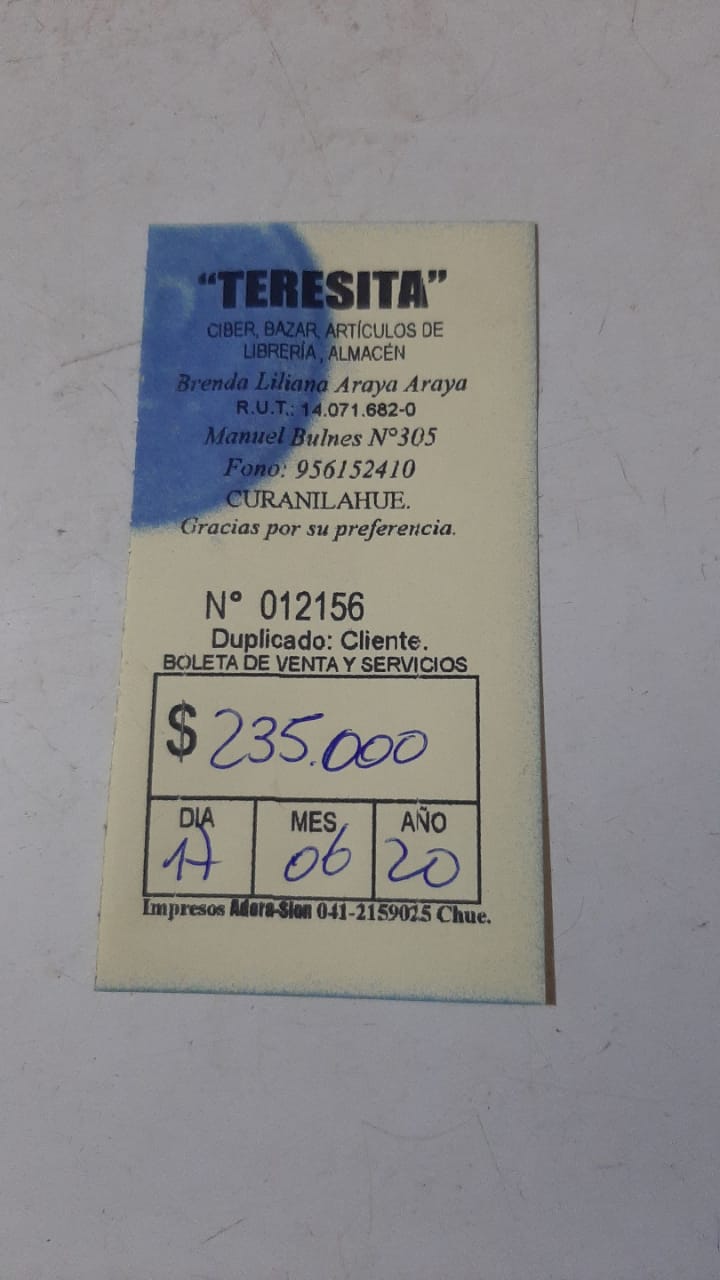 “TERESITA”
CIBER, BAZAR, ARTÍCULOS DE
LIBRERÍA, ALMACÉN
Brenda Liliana Araya Araya
R.U.T.: 14.071.682-0
Manuel Bulnes N°305
Fono: 956152410
CURANILAHUE.
Gracias por su preferencia.
N° 012156
Duplicado: Cliente.
BOLETA DE VENTA Y SERVICIOS
$ 235.000
DIA MES AÑO
17 06 20
Impresos Adora-Sion 041-2159025 Chue.